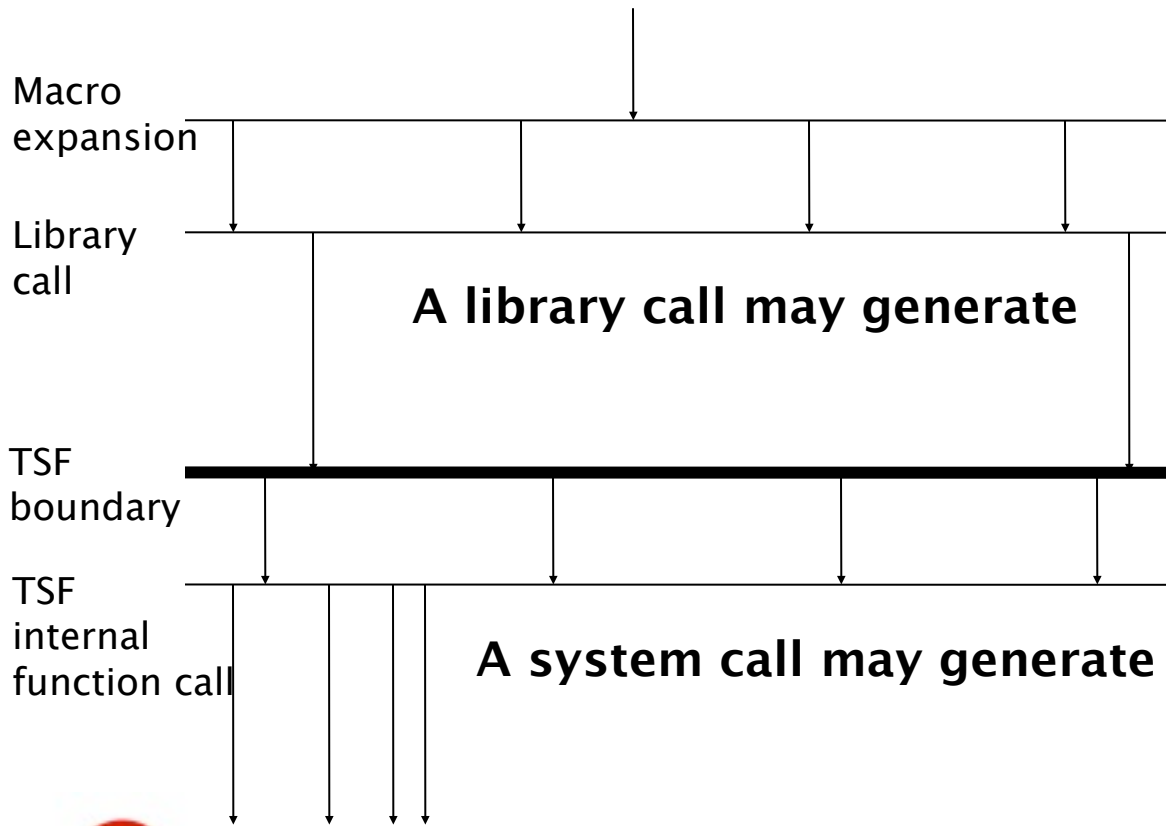 Macro
expansion
Library
call
A library call may generate
TSF
boundary
TSF
internal
function call
A system call may generate